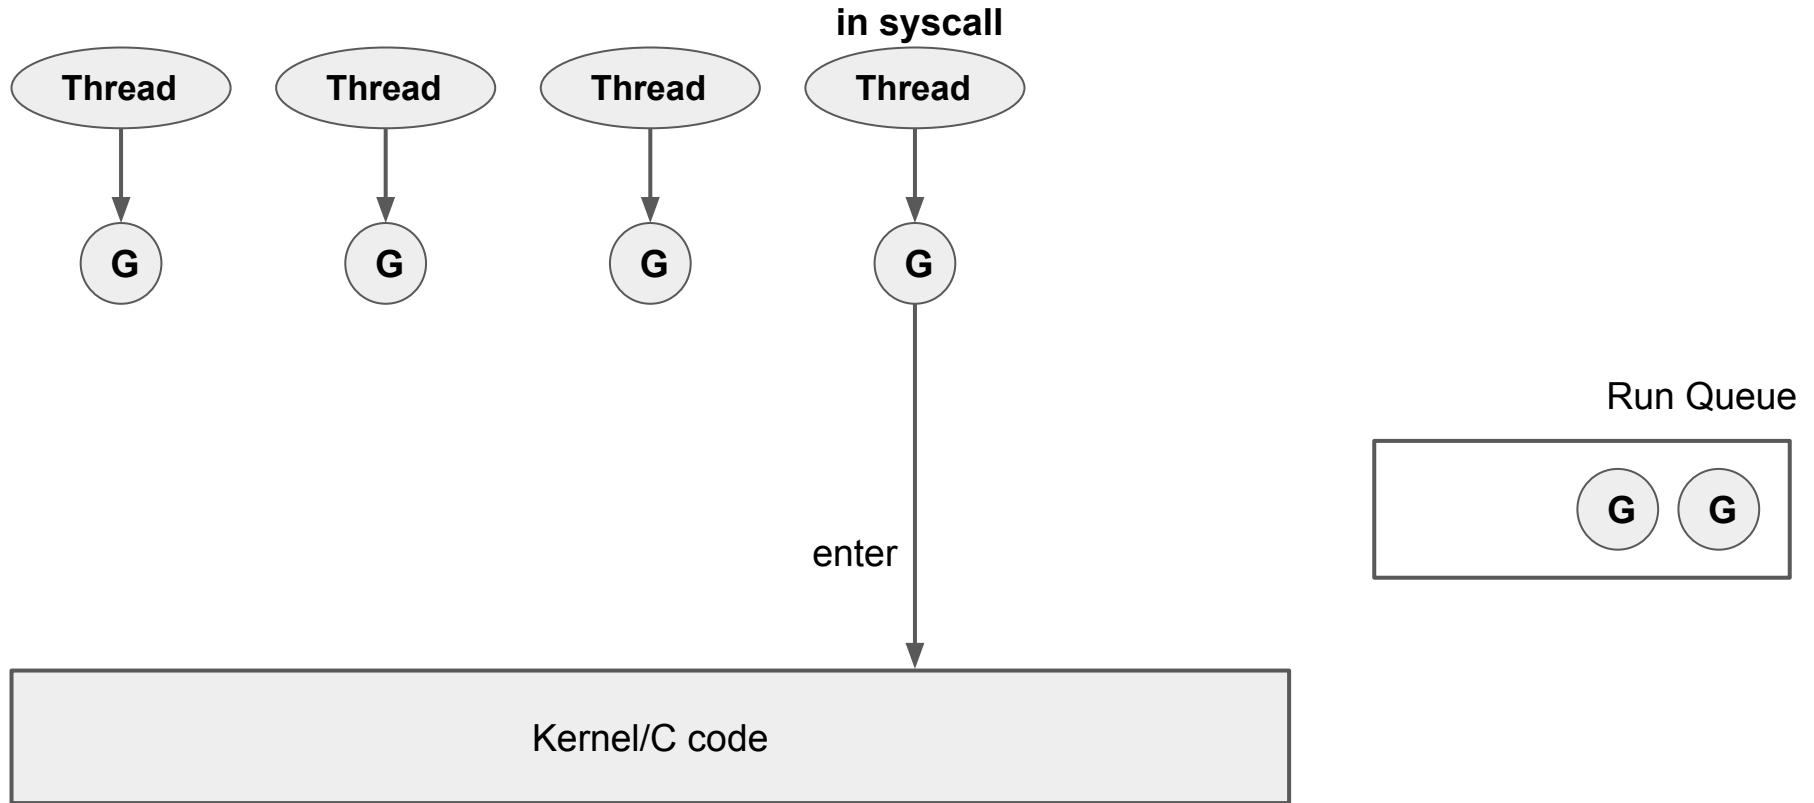 in syscall
Thread Thread Thread Thread
G G G G
Run Queue
G G
enter
Kernel/C code